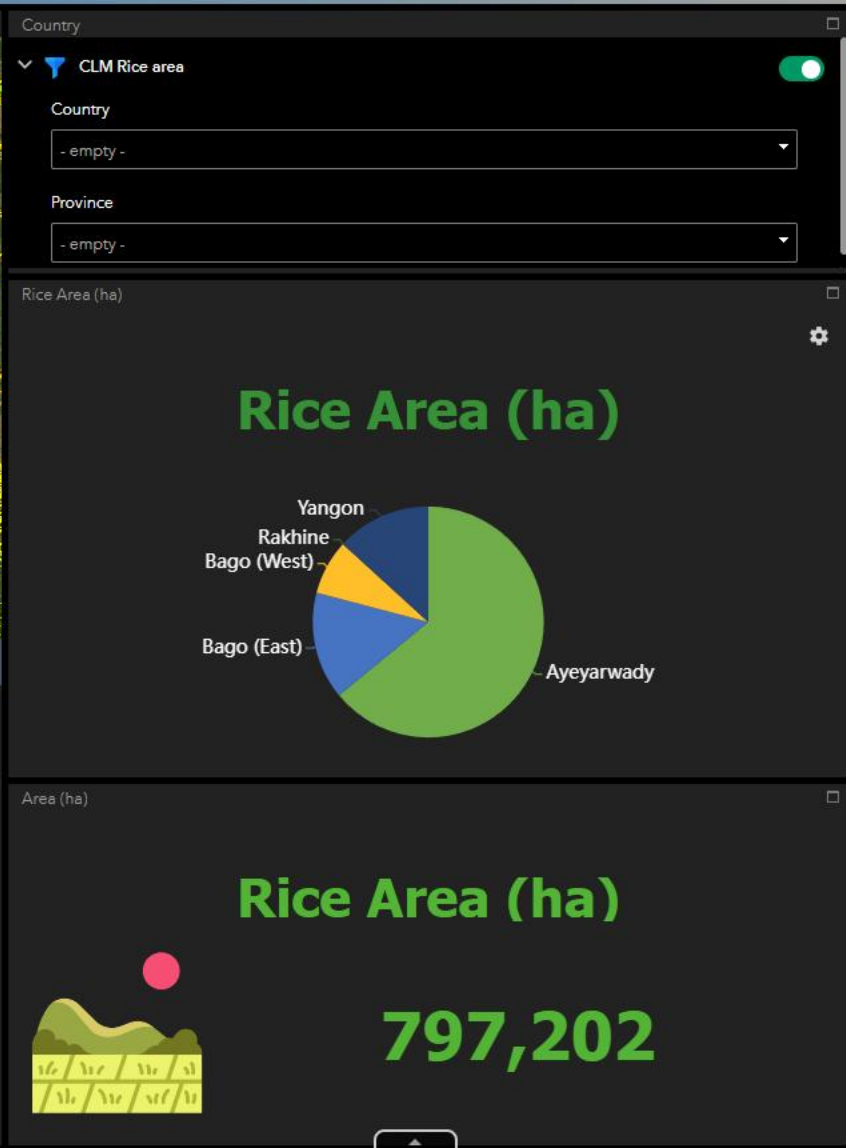 Country
CLM Rice area
Country
- empty -
Province
- empty -
Rice Area (ha)
Rice Area (ha)
Yangon
Rakhine
Bago (West)
Bago (East)
Ayeyarwady
Area (ha)
Rice Area (ha)
797,202